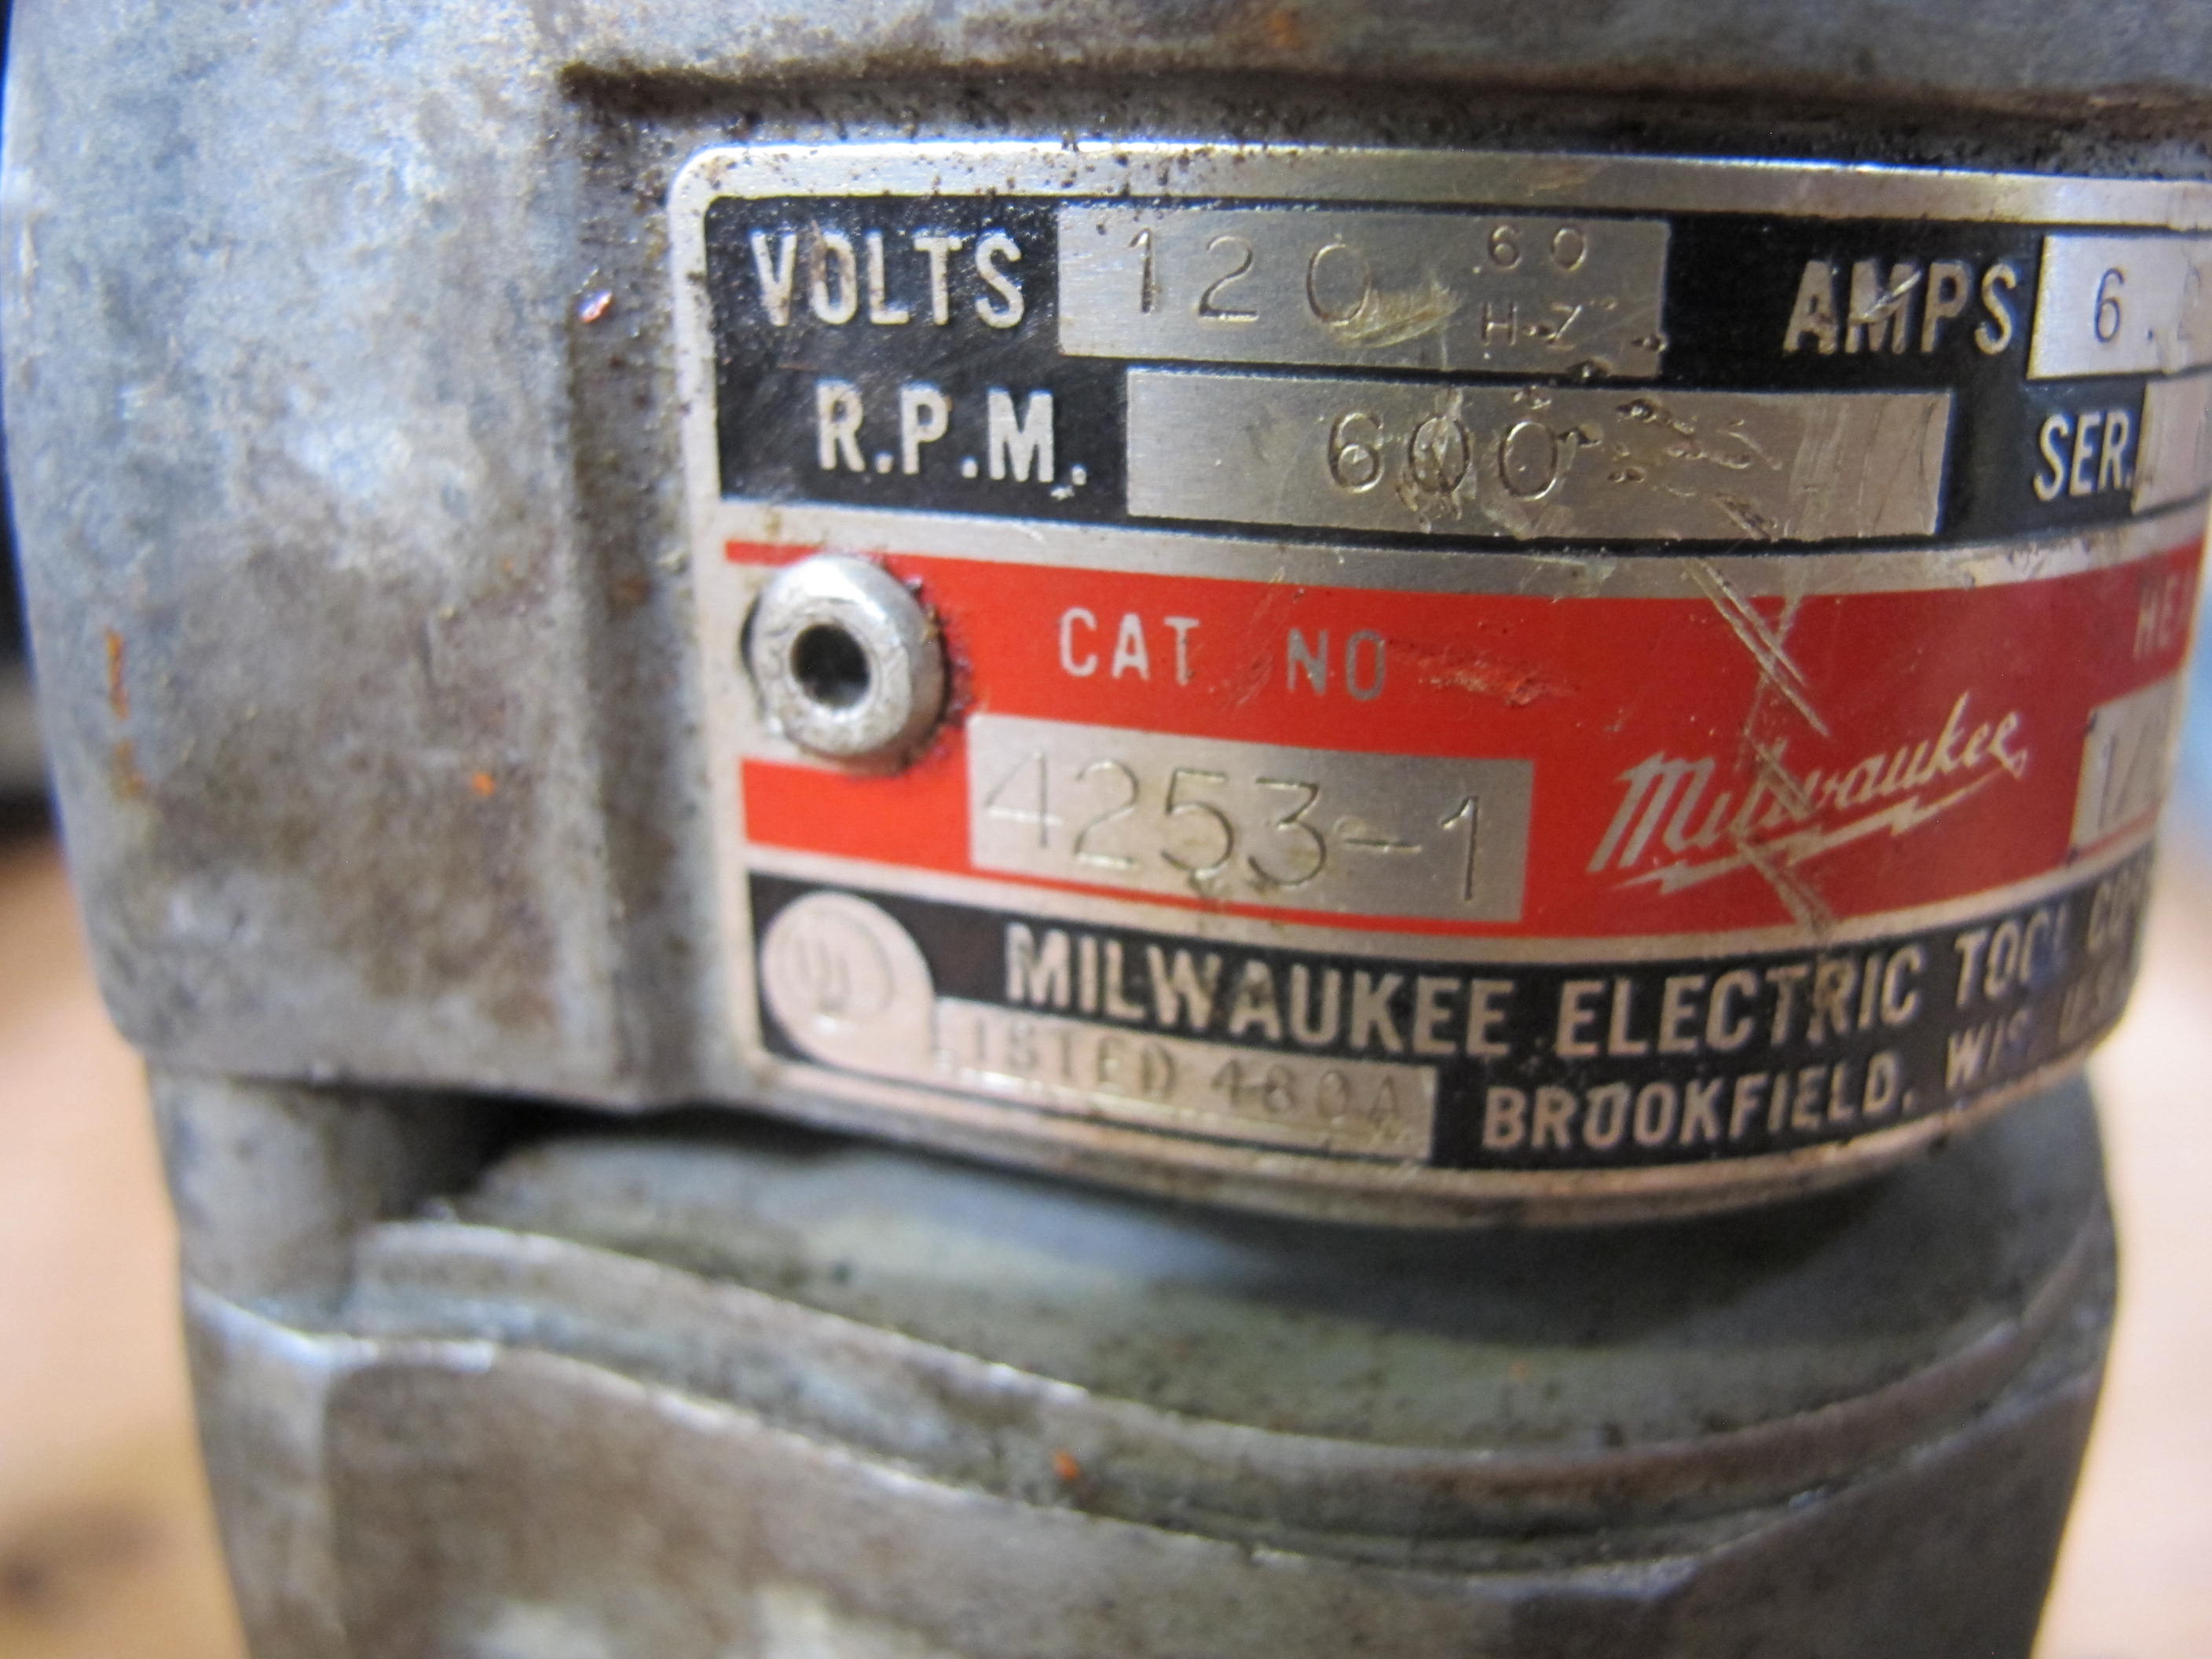 VOLTS 120 60 HZ AMPS 6.
R.P.M. 600 SER.
CAT NO
4253-1 Milwaukee
UL MILWAUKEE ELECTRIC TOOL
LISTED 480A BROOKFIELD, WIS.